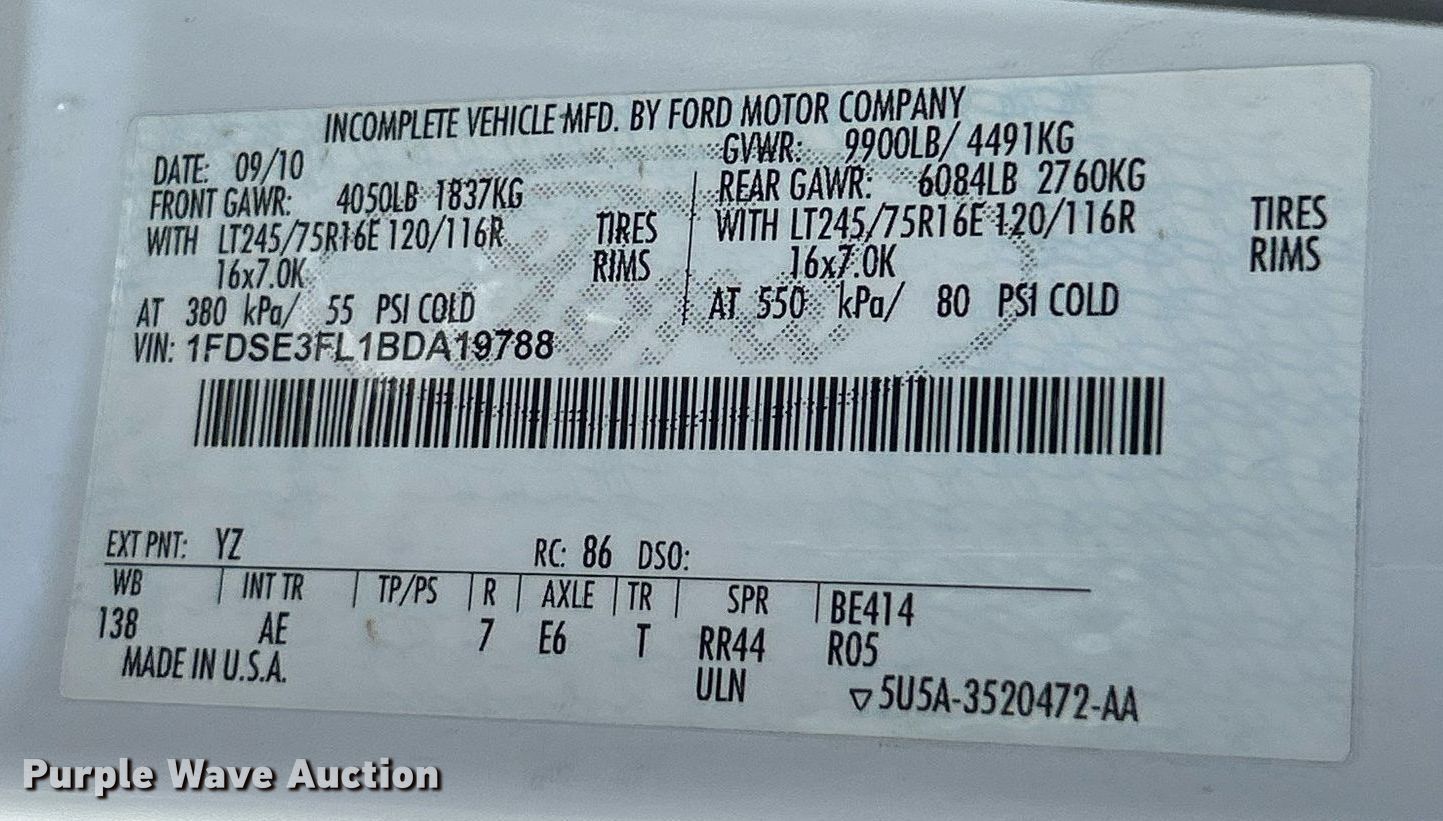 INCOMPLETE VEHICLE MFD. BY FORD MOTOR COMPANY
DATE: 09/10 GVWR: 9900LB/ 4491KG
FRONT GAWR: 4050LB 1837KG REAR GAWR: 6084LB 2760KG
WITH LT245/75R16E 120/116R TIRES WITH LT245/75R16E 120/116R TIRES
16x7.0K RIMS 16x7.0K RIMS
AT 380 kPa/ 55 PSI COLD AT 550 kPa/ 80 PSI COLD
VIN: 1FDSE3FL1BDA19788
EXT PNT: YZ RC: 86 DSO:
WB | INT TR | TP/PS | R | AXLE | TR | SPR | BE414
138 AE 7 E6 T RR44 R05
MADE IN U.S.A. ULN ▽5U5A-3520472-AA
Purple Wave Auction